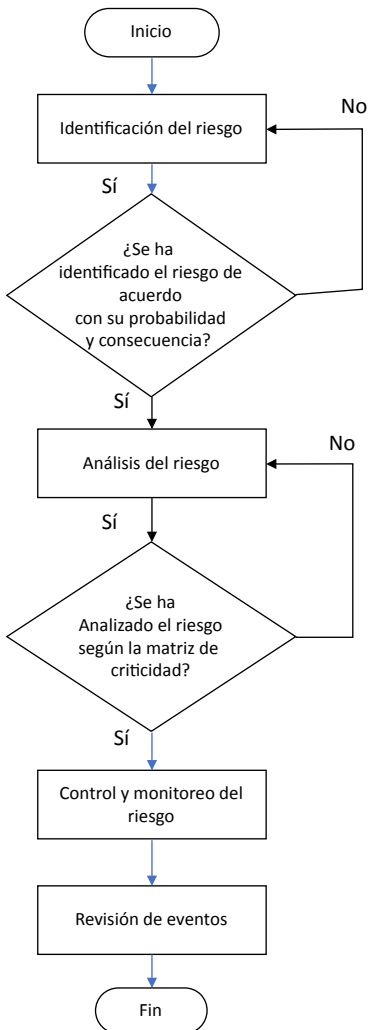 Inicio
No
Identificación del riesgo
Sí
¿Se ha
identificado el riesgo de
acuerdo
con su probabilidad
y consecuencia?
Sí
No
Análisis del riesgo
Sí
¿Se ha
Analizado el riesgo
según la matriz de
criticidad?
Sí
Control y monitoreo del
riesgo
Revisión de eventos
Fin